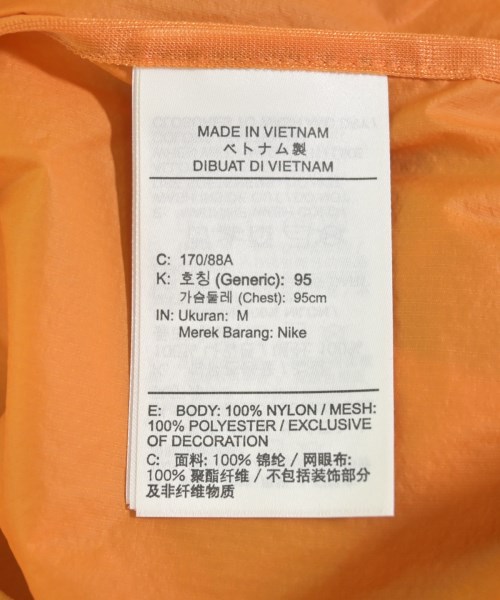 MADE IN VIETNAM
ベトナム製
DIBUAT DI VIETNAM
C: 170/88A
K: 호칭 (Generic): 95
가슴둘레 (Chest): 95cm
IN: Ukuran: M
Merek Barang: Nike
E: BODY: 100% NYLON / MESH:
100% POLYESTER / EXCLUSIVE
OF DECORATION
C: 面料: 100% 锦纶 / 网眼布:
100% 聚酯纤维 / 不包括装饰部分
及非纤维物质